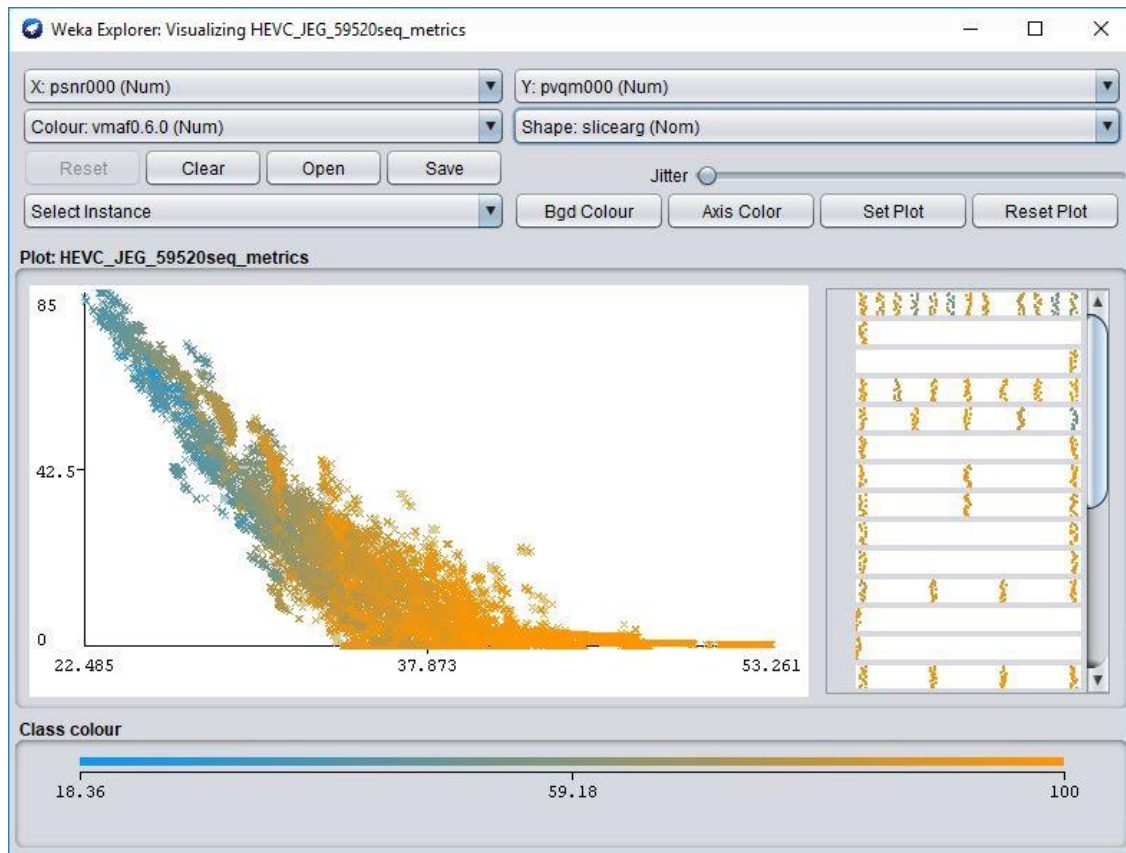 Weka Explorer: Visualizing HEVC_JEG_59520seq_metrics
X: psnr000 (Num)
Y: pvqm000 (Num)
Colour: vmaf0.6.0 (Num)
Shape: slicearg (Nom)
Reset
Clear
Open
Save
Jitter
Select Instance
Bgd Colour
Axis Color
Set Plot
Reset Plot
Plot: HEVC_JEG_59520seq_metrics
85
42.5
0
22.485
37.873
53.261
Class colour
18.36
59.18
100